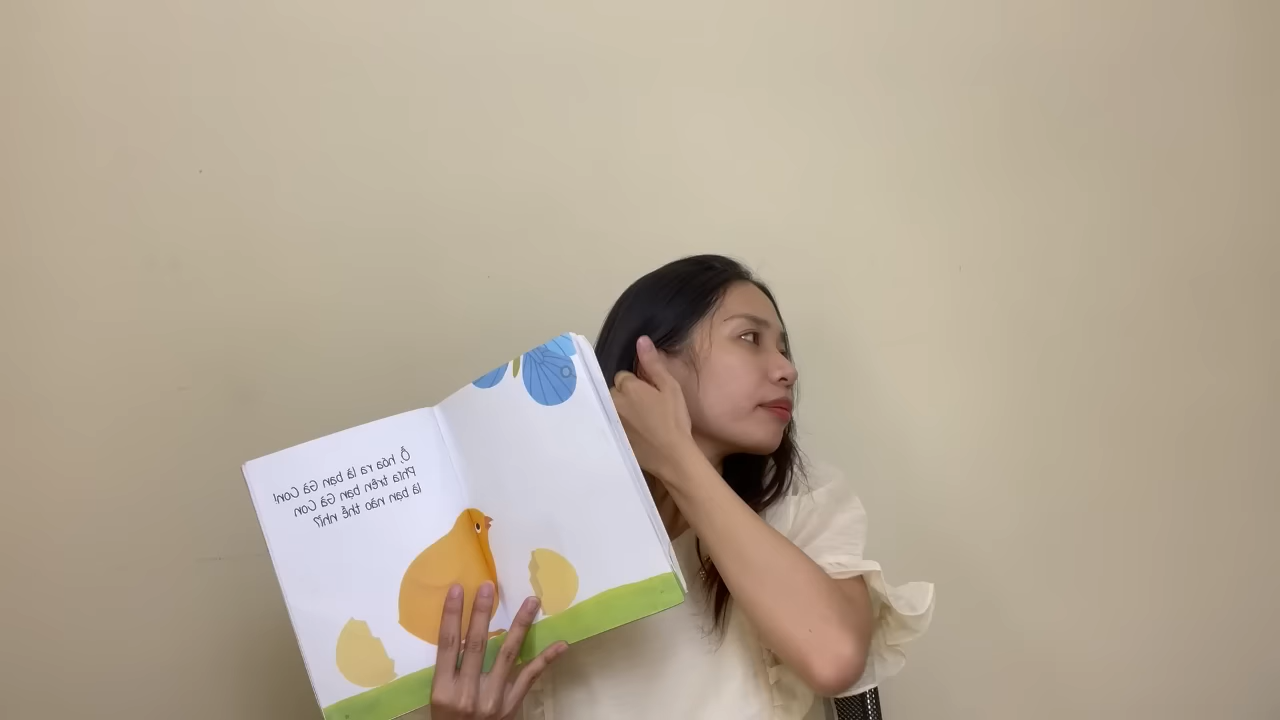 Ồ, hóa ra là bạn Gà Con!
Phía trên bạn Gà Con
là bạn nào thế nhỉ?